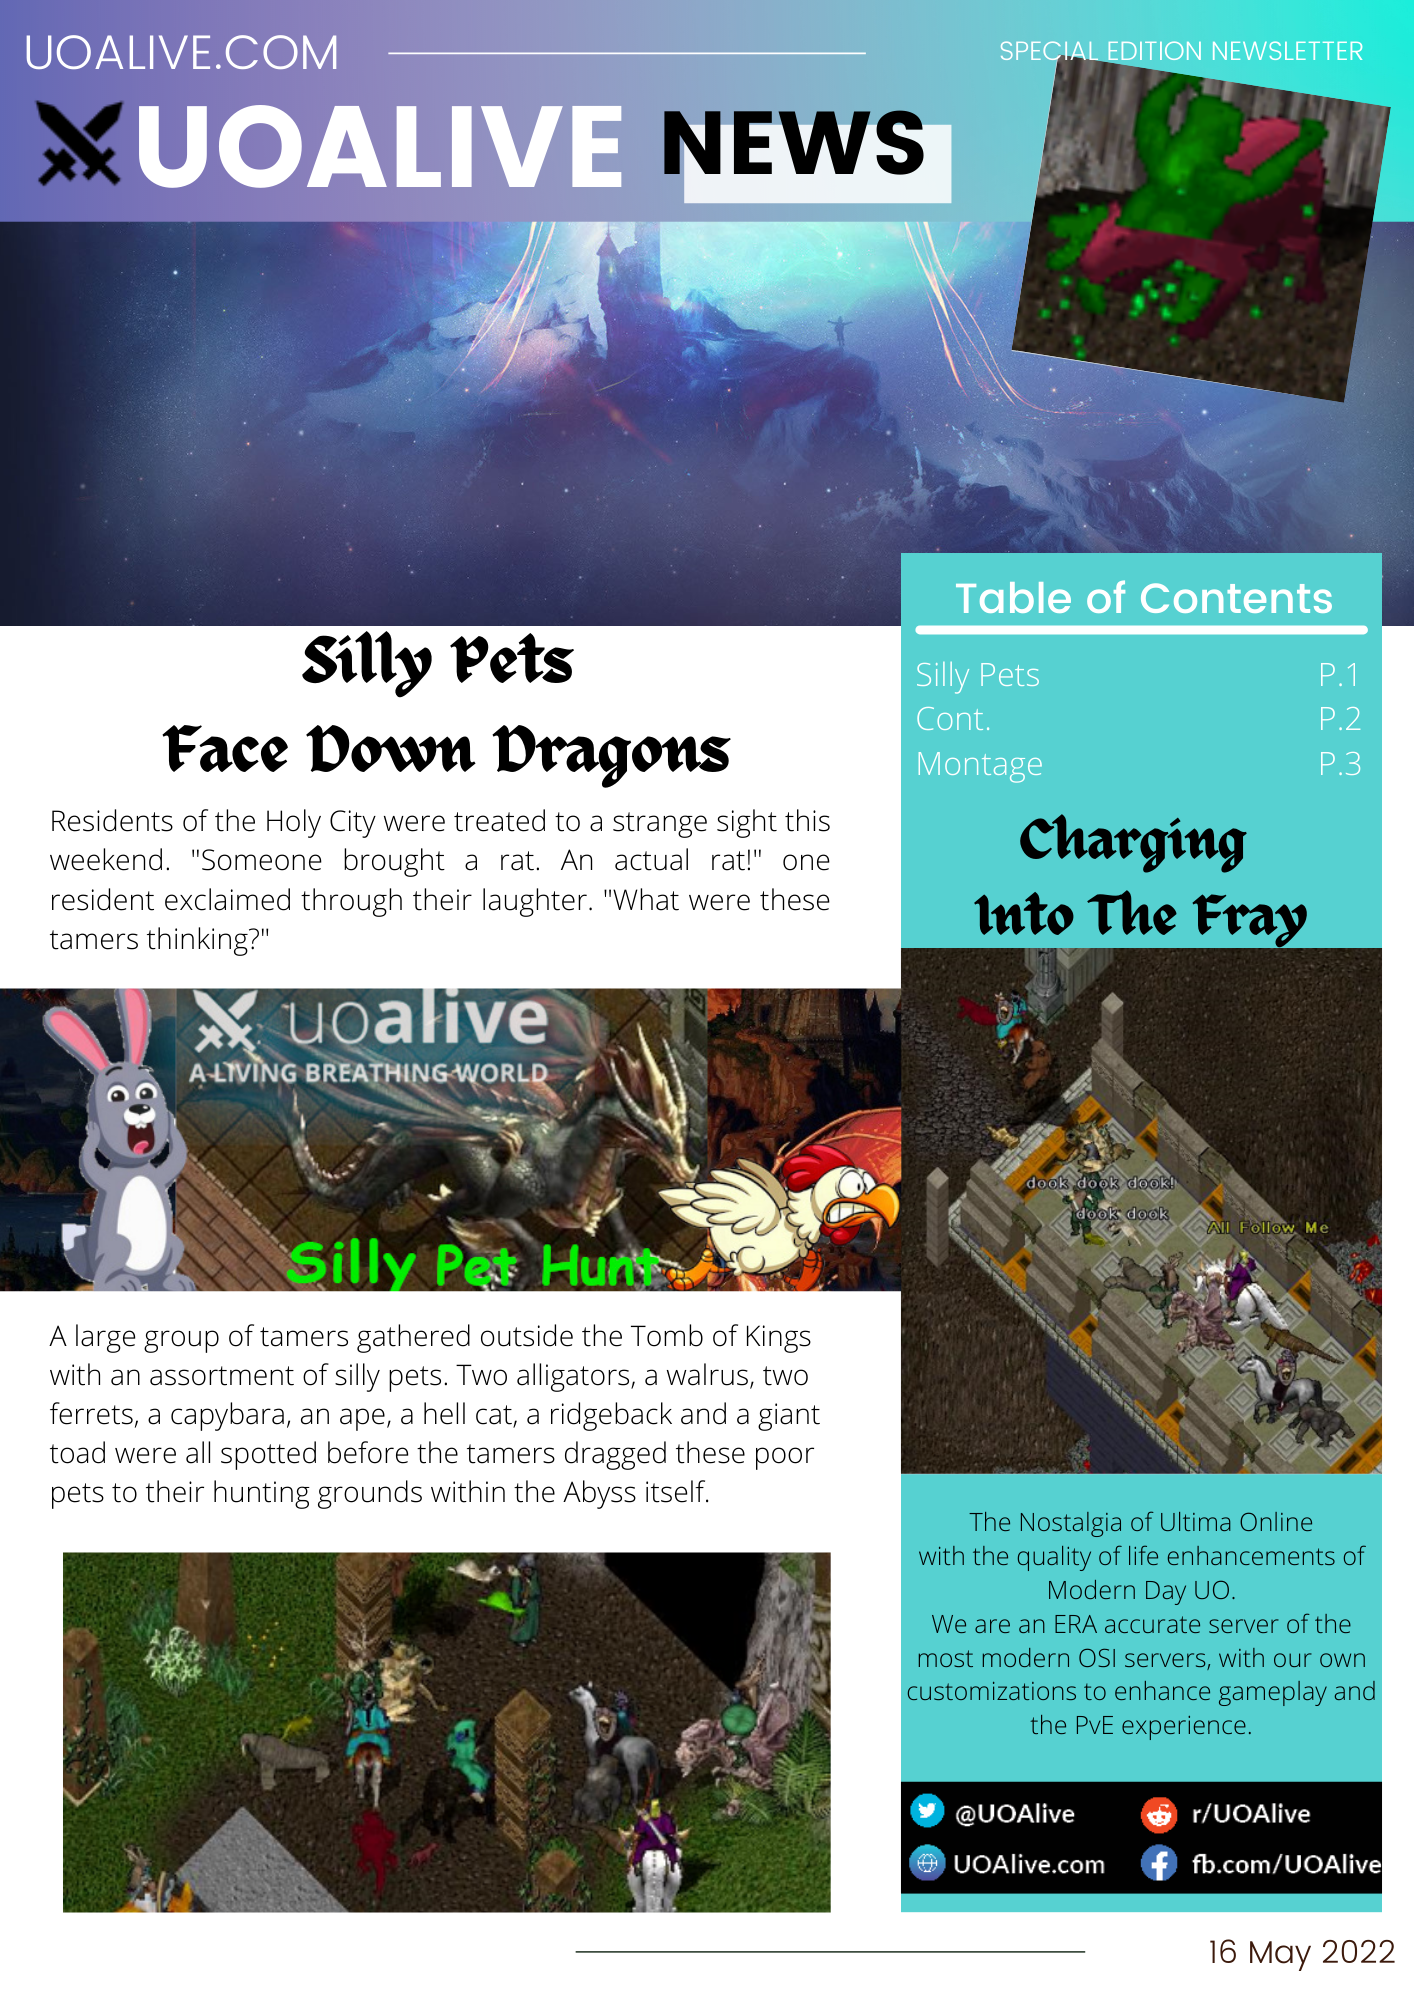 UOALIVE.COM
SPECIAL EDITION NEWSLETTER
UOALIVE NEWS
Silly Pets
Face Down Dragons
Residents of the Holy City were treated to a strange sight this
weekend. "Someone brought a rat. An actual rat!" one
resident exclaimed through their laughter. "What were these
tamers thinking?"
uoalive
A LIVING BREATHING WORLD
Silly Pet Hunt
A large group of tamers gathered outside the Tomb of Kings
with an assortment of silly pets. Two alligators, a walrus, two
ferrets, a capybara, an ape, a hell cat, a ridgeback and a giant
toad were all spotted before the tamers dragged these poor
pets to their hunting grounds within the Abyss itself.
Table of Contents
Silly Pets P.1
Cont. P.2
Montage P.3
Charging
Into The Fray
dook dook dook!
dook dook
All Follow Me
The Nostalgia of Ultima Online
with the quality of life enhancements of
Modern Day UO.
We are an ERA accurate server of the
most modern OSI servers, with our own
customizations to enhance gameplay and
the PvE experience.
@UOAlive r/UOAlive
UOAlive.com fb.com/UOAlive
16 May 2022